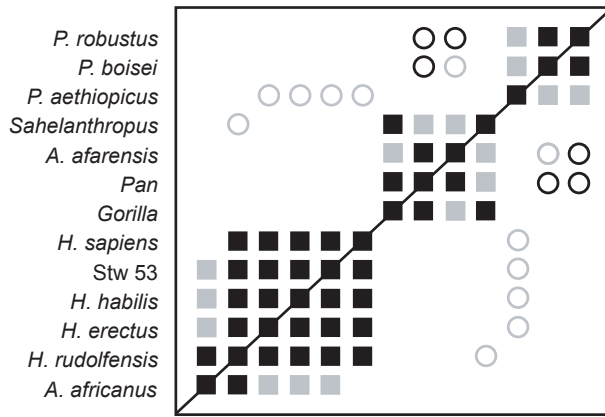 P. robustus
P. boisei
P. aethiopicus
Sahelanthropus
A. afarensis
Pan
Gorilla
H. sapiens
Stw 53
H. habilis
H. erectus
H. rudolfensis
A. africanus